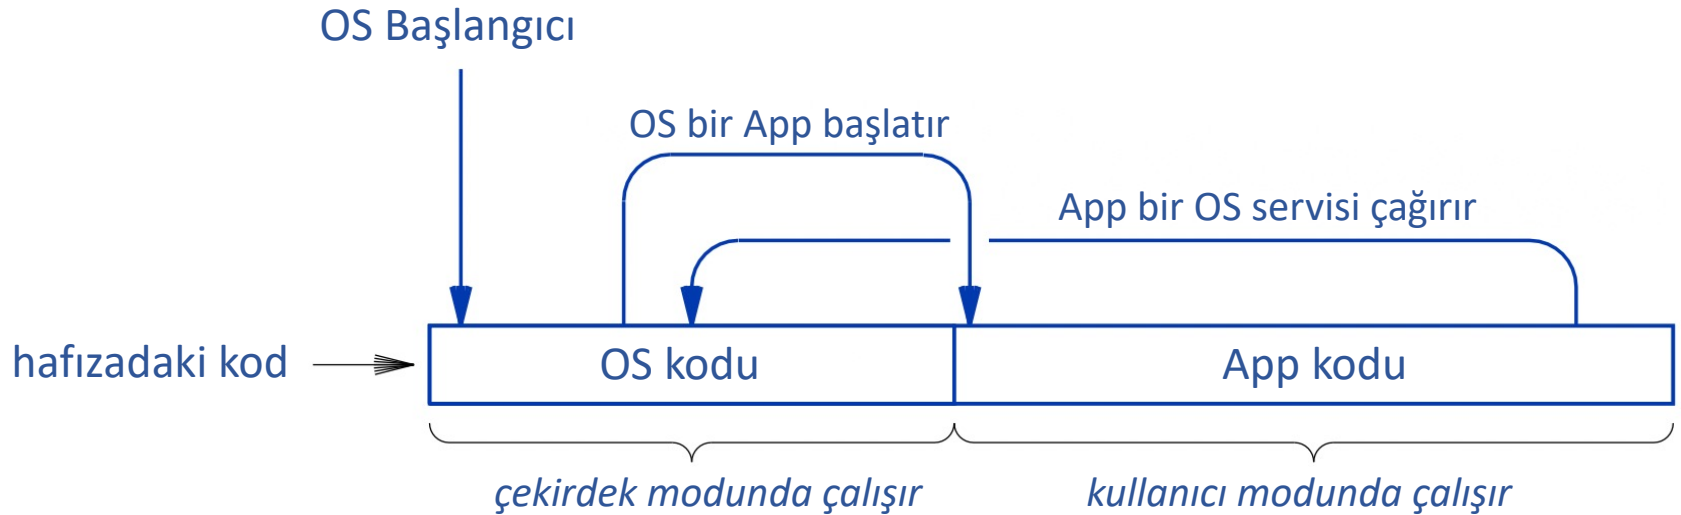 OS Başlangıcı
OS bir App başlatır
App bir OS servisi çağırır
hafızadaki kod
OS kodu
App kodu
çekirdek modunda çalışır
kullanıcı modunda çalışır